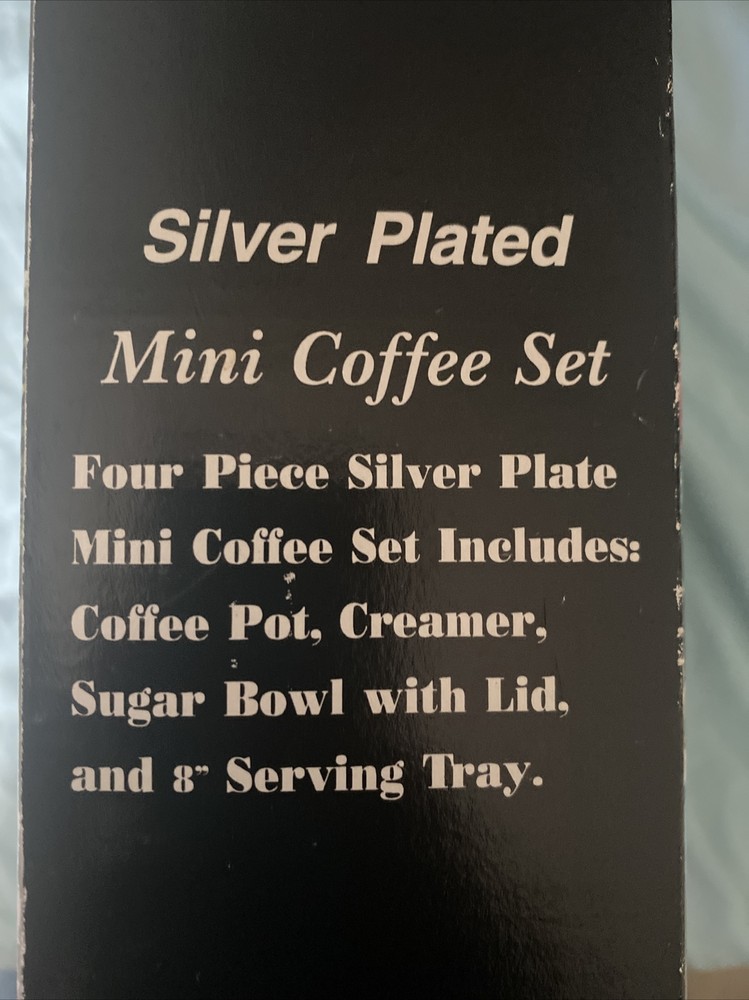 Silver Plated
Mini Coffee Set
Four Piece Silver Plate
Mini Coffee Set Includes:
Coffee Pot, Creamer,
Sugar Bowl with Lid,
and 8” Serving Tray.